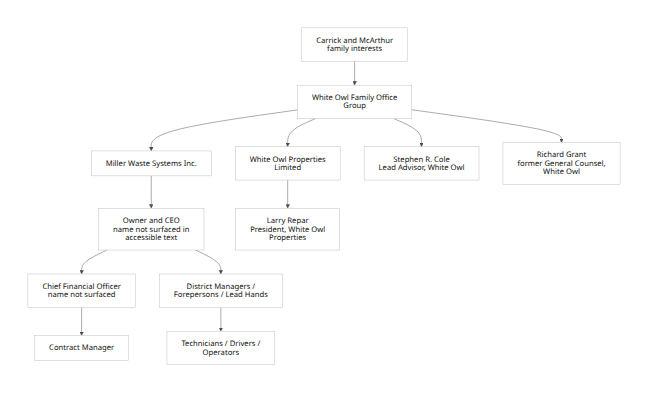 Carrick and McArthur
family interests
White Owl Family Office
Group
Miller Waste Systems Inc.
White Owl Properties
Limited
Stephen R. Cole
Lead Advisor, White Owl
Richard Grant
former General Counsel,
White Owl
Owner and CEO
name not surfaced in
accessible text
Larry Repar
President, White Owl
Properties
Chief Financial Officer
name not surfaced
District Managers /
Forepersons / Lead Hands
Contract Manager
Technicians / Drivers /
Operators